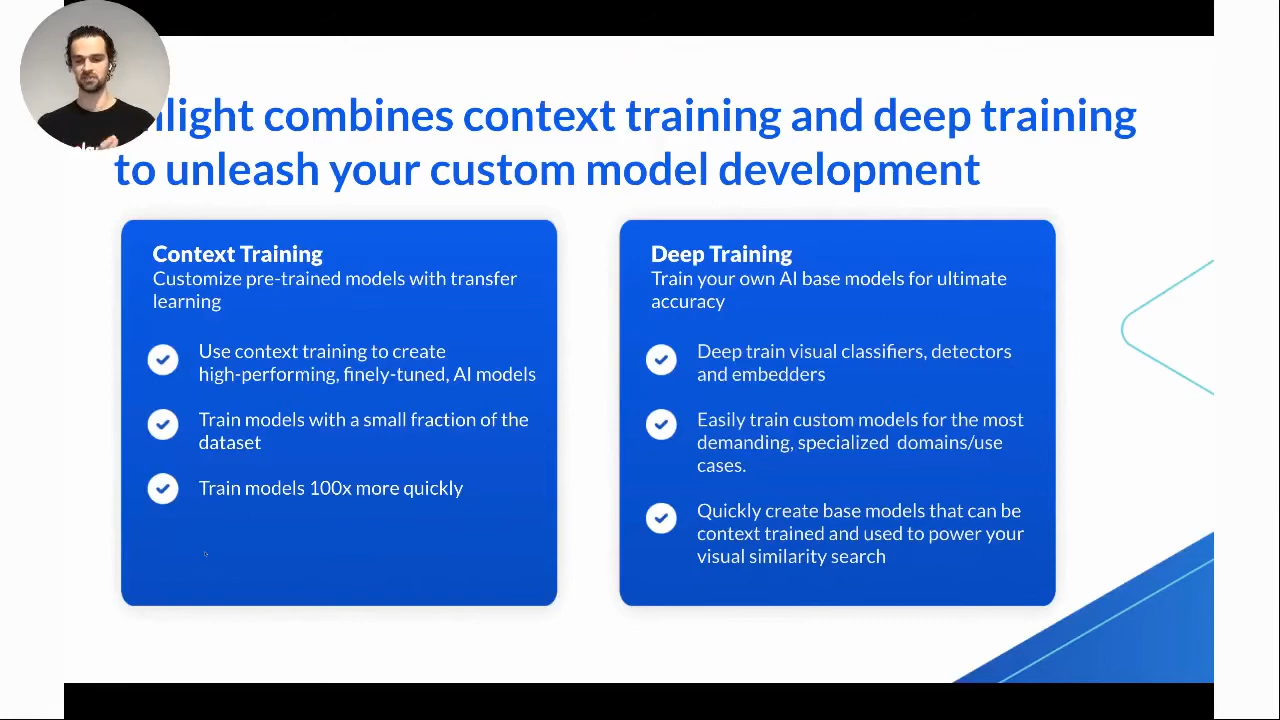 light combines context training and deep training
to unleash your custom model development
Context Training
Customize pre-trained models with transfer
learning
Use context training to create
high-performing, finely-tuned, AI models
Train models with a small fraction of the
dataset
Train models 100x more quickly
Deep Training
Train your own AI base models for ultimate
accuracy
Deep train visual classifiers, detectors
and embedders
Easily train custom models for the most
demanding, specialized domains/use
cases.
Quickly create base models that can be
context trained and used to power your
visual similarity search